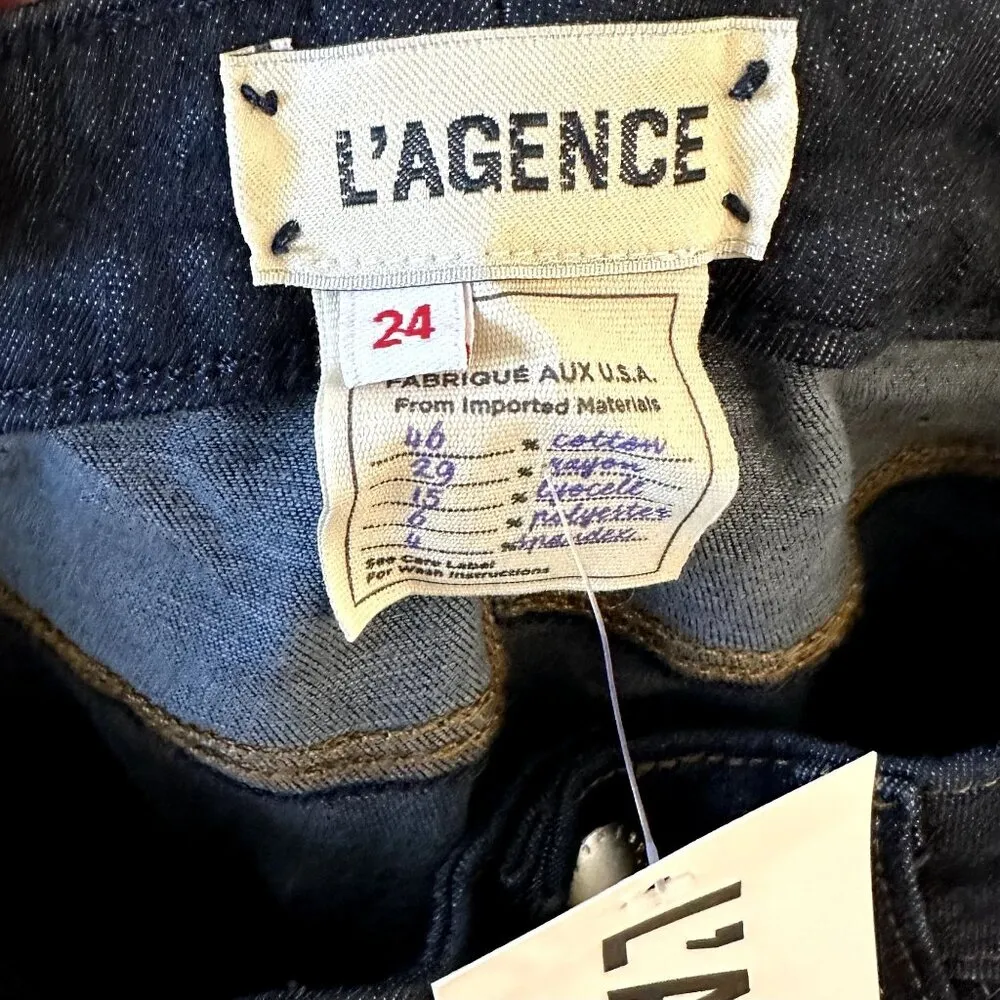 L'AGENCE
24
FABRIQUÉ AUX U.S.A.
From Imported Materials
46 % cotton
29 rayon
15 % lyocell
6 % polyester
4 % spandex
See Care Label
For Wash Instructions
L'A